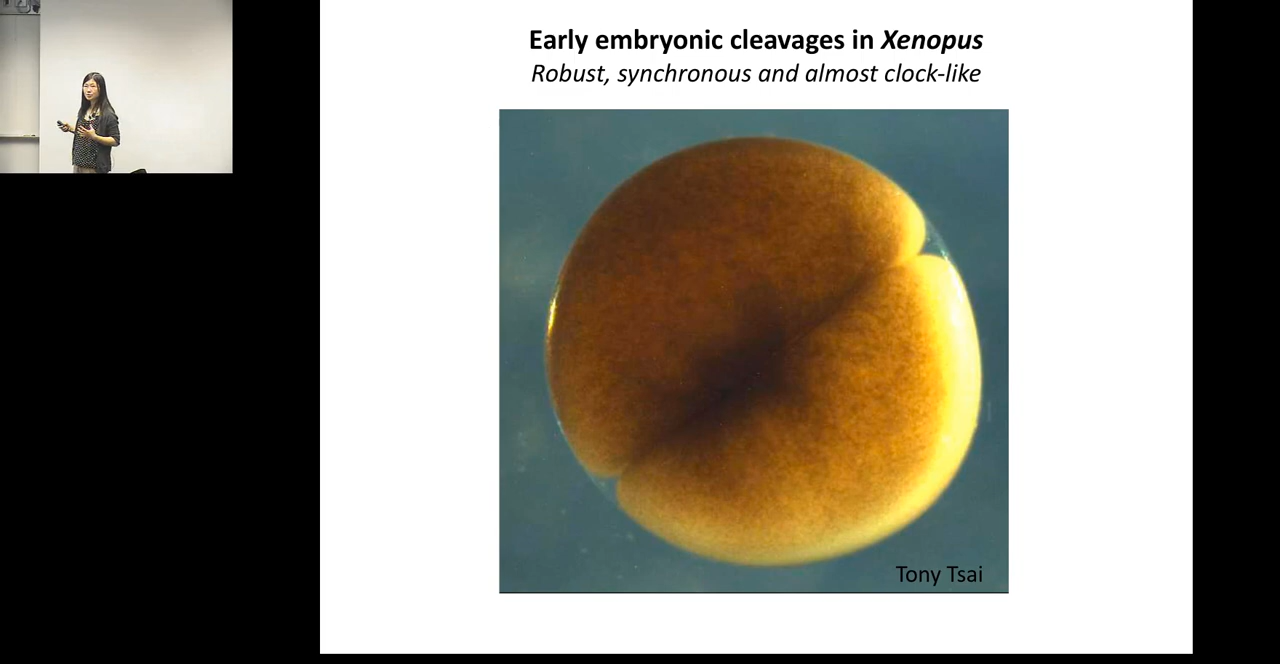 Early embryonic cleavages in Xenopus
Robust, synchronous and almost clock-like
Tony Tsai